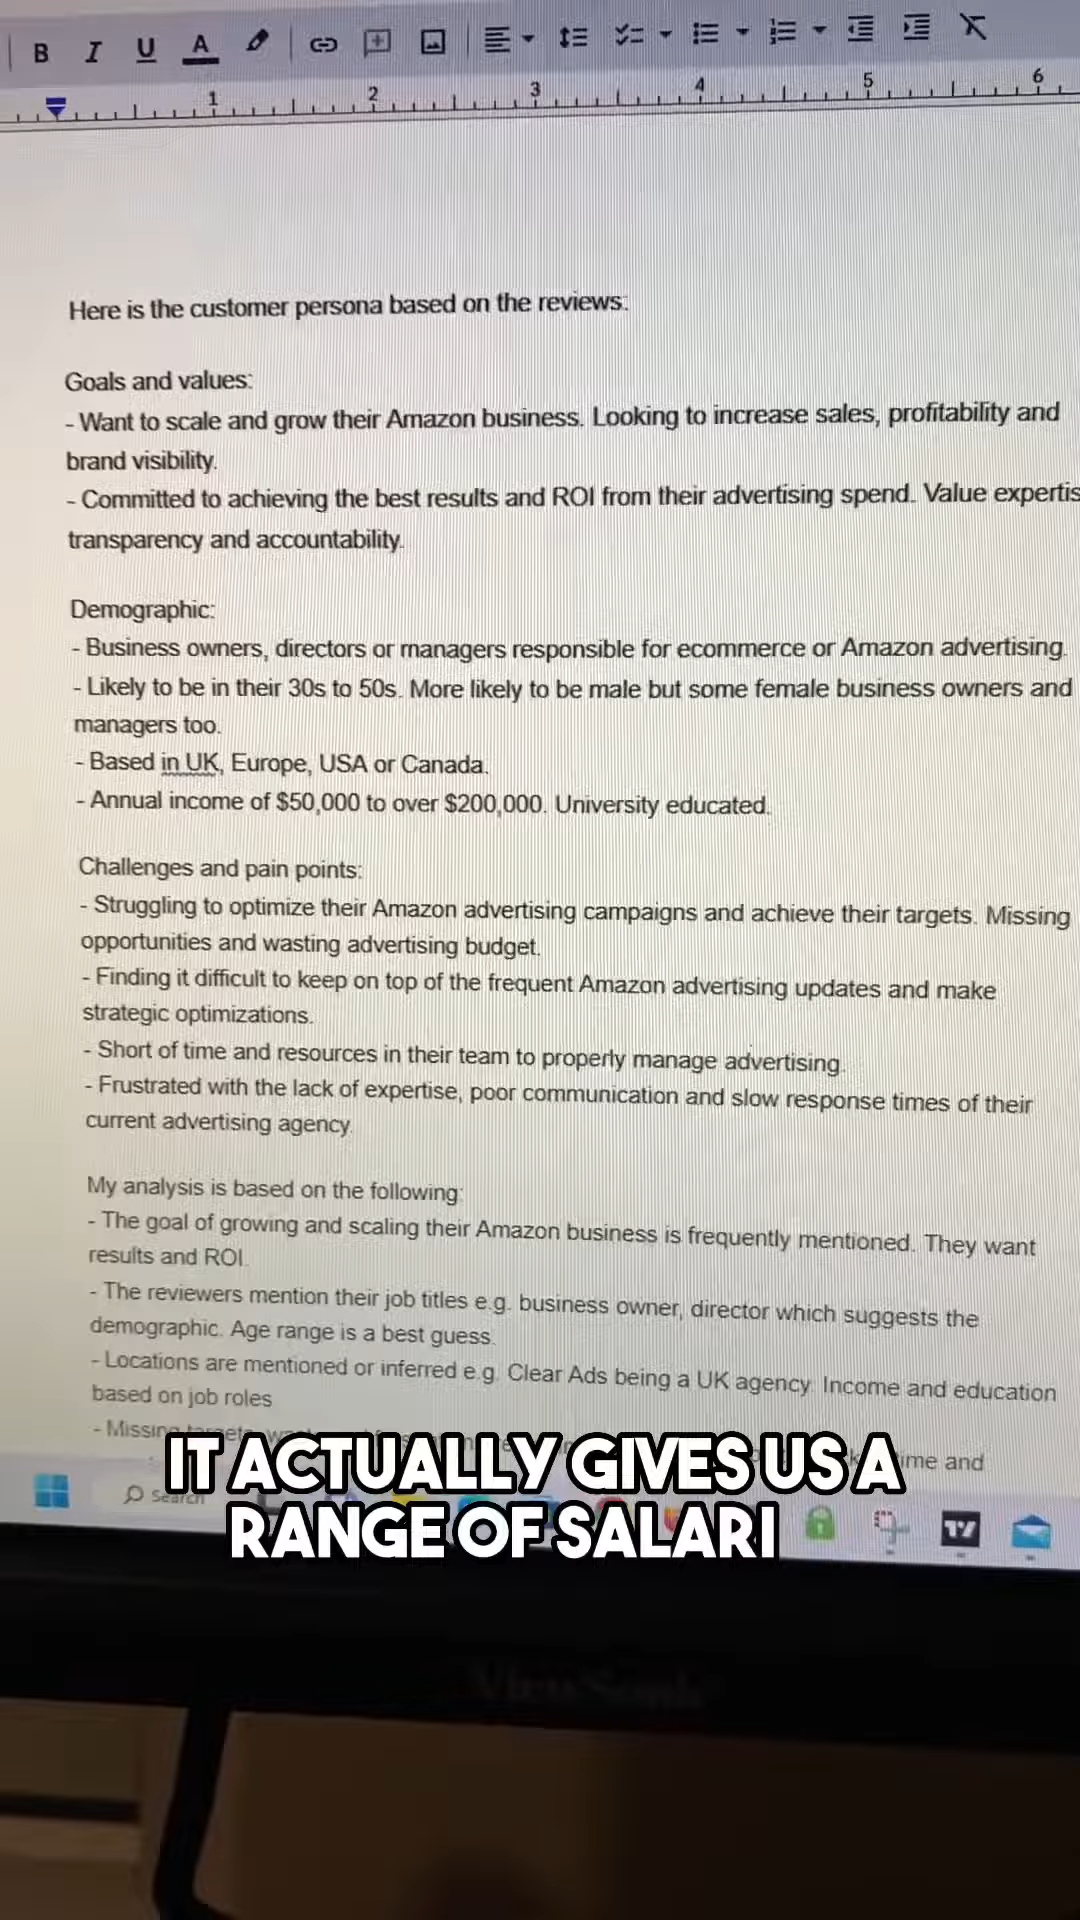 B I U A
1 2 3 4 5 6
Here is the customer persona based on the reviews:
Goals and values:
- Want to scale and grow their Amazon business. Looking to increase sales, profitability and
brand visibility.
- Committed to achieving the best results and ROI from their advertising spend. Value expertis
transparency and accountability.
Demographic:
- Business owners, directors or managers responsible for ecommerce or Amazon advertising.
- Likely to be in their 30s to 50s. More likely to be male but some female business owners and
managers too.
- Based in UK, Europe, USA or Canada.
- Annual income of $50,000 to over $200,000. University educated.
Challenges and pain points:
- Struggling to optimize their Amazon advertising campaigns and achieve their targets. Missing
opportunities and wasting advertising budget.
- Finding it difficult to keep on top of the frequent Amazon advertising updates and make
strategic optimizations.
- Short of time and resources in their team to properly manage advertising.
- Frustrated with the lack of expertise, poor communication and slow response times of their
current advertising agency.
My analysis is based on the following:
- The goal of growing and scaling their Amazon business is frequently mentioned. They want
results and ROI.
- The reviewers mention their job titles e.g. business owner, director which suggests the
demographic. Age range is a best guess.
- Locations are mentioned or inferred e.g. Clear Ads being a UK agency. Income and education
based on job roles
- Missing time and
IT ACTUALLY GIVES US A
RANGE OF SALARI
Search
ViewSonic